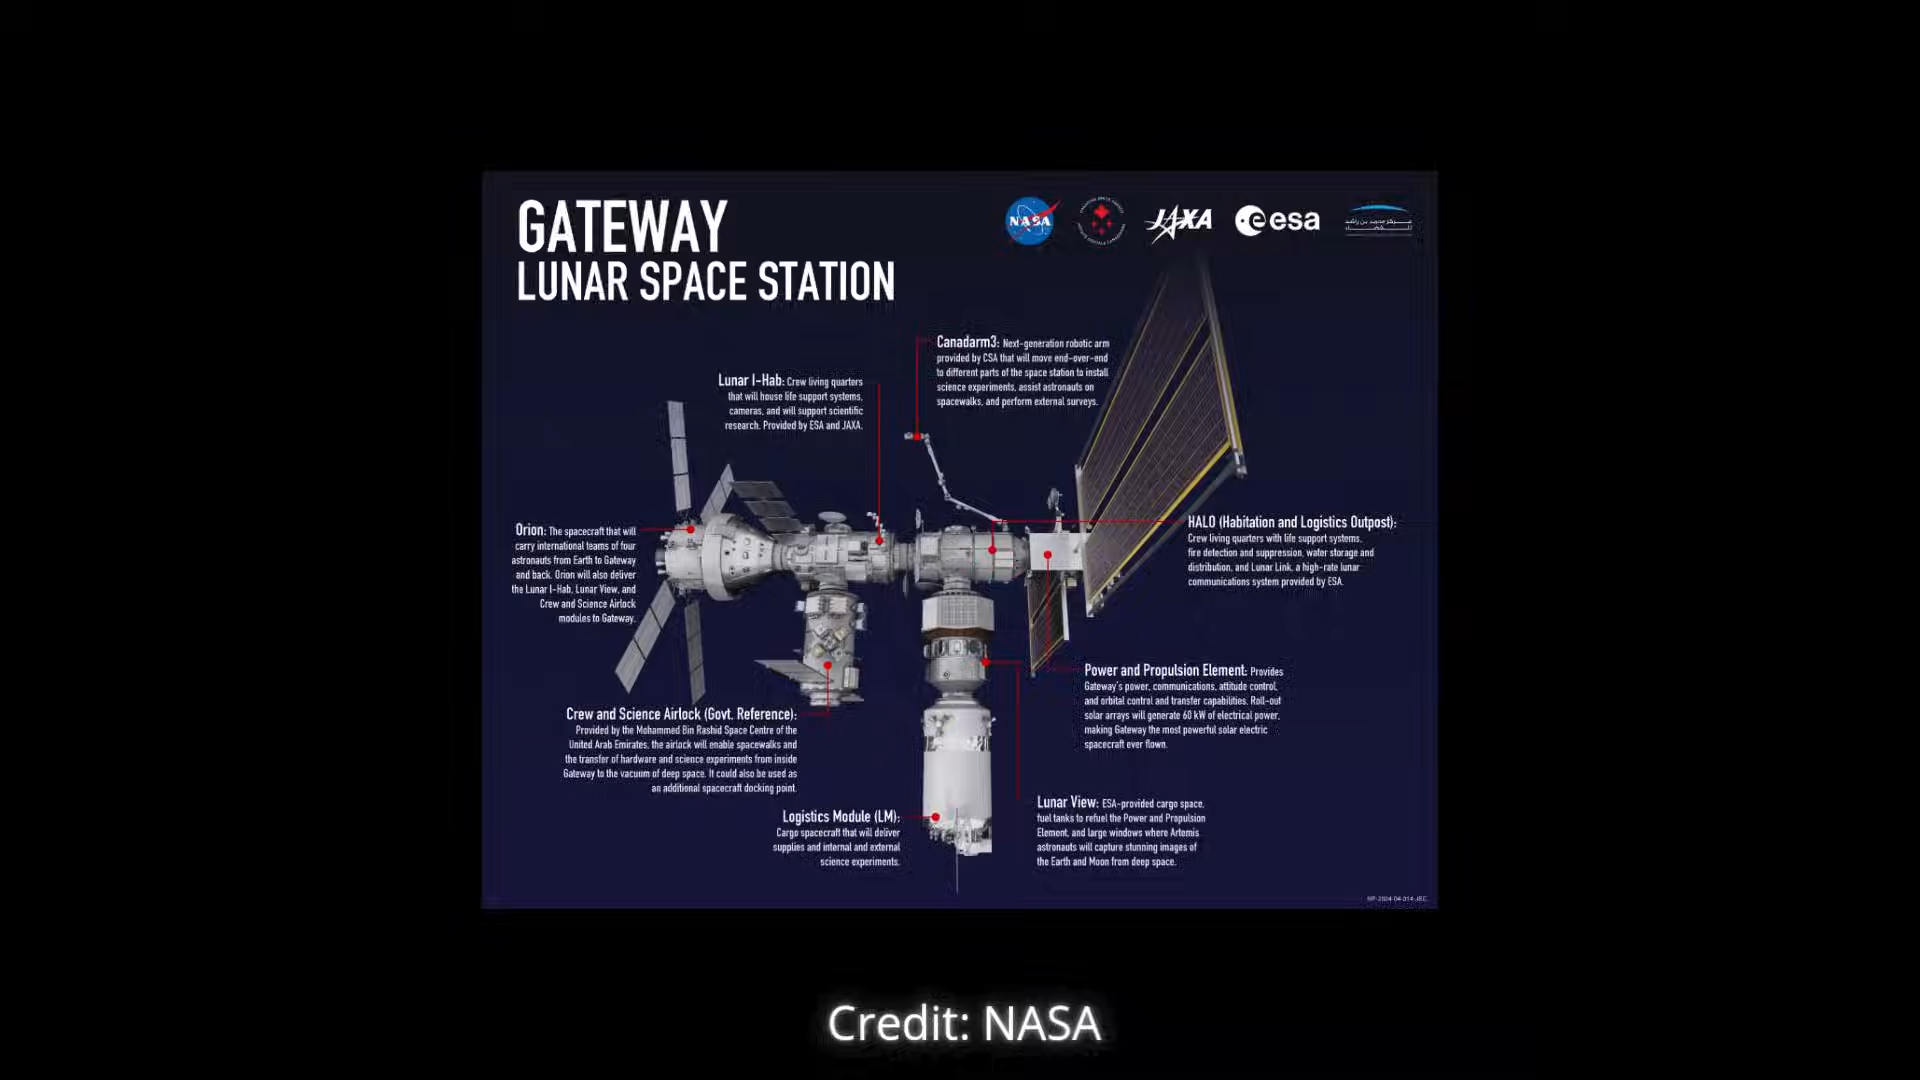 GATEWAY
LUNAR SPACE STATION
NASA
JAXA
esa
مركز محمد بن راشد
للفضاء
Canadarm3: Next-generation robotic arm
provided by CSA that will move end-over-end
to different parts of the space station to install
science experiments, assist astronauts on
spacewalks, and perform external surveys.
Lunar I-Hab: Crew living quarters
that will house life support systems,
cameras, and will support scientific
research. Provided by ESA and JAXA.
Orion: The spacecraft that will
carry international teams of four
astronauts from Earth to Gateway
and back. Orion will also deliver
the Lunar I-Hab, Lunar View, and
Crew and Science Airlock
modules to Gateway.
HALO (Habitation and Logistics Outpost):
Crew living quarters with life support systems,
fire detection and suppression, water storage and
distribution, and Lunar Link, a high-rate lunar
communications system provided by ESA.
Power and Propulsion Element: Provides
Gateway's power, communications, attitude control,
and orbital control and transfer capabilities. Roll-out
solar arrays will generate 60 kW of electrical power,
making Gateway the most powerful solar electric
spacecraft ever flown.
Crew and Science Airlock (Govt. Reference):
Provided by the Mohammed Bin Rashid Space Centre of the
United Arab Emirates, the airlock will enable spacewalks and
the transfer of hardware and science experiments from inside
Gateway to the vacuum of deep space. It could also be used as
an additional spacecraft docking point.
Lunar View: ESA-provided cargo space,
fuel tanks to refuel the Power and Propulsion
Element, and large windows where Artemis
astronauts will capture stunning images of
the Earth and Moon from deep space.
Logistics Module (LM):
Cargo spacecraft that will deliver
supplies and internal and external
science experiments.
Credit: NASA